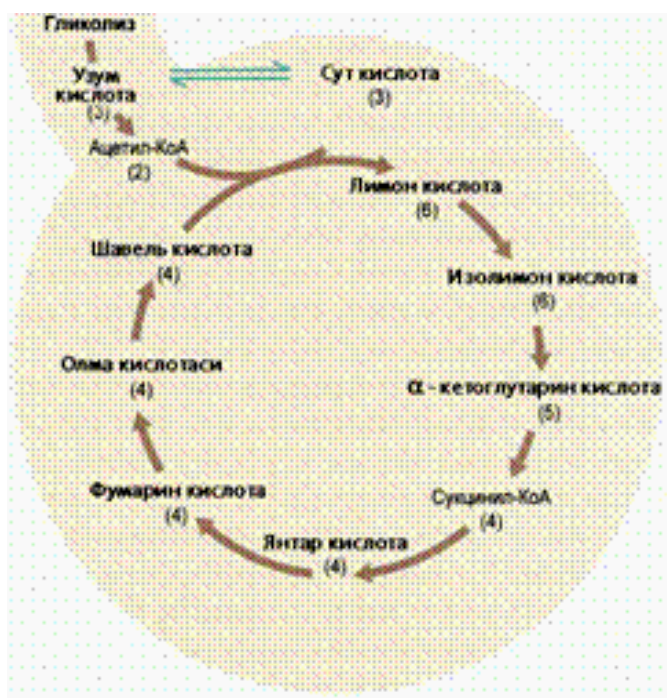 Гликолиз
Узум
кислота
(3)
Сут кислота
(3)
Ацетил-КоА
(2)
Лимон кислота
(6)
Шавель кислота
(4)
Изолимон кислота
(6)
Олма кислотаси
(4)
α - кетоглутарин кислота
(5)
Фумарин кислота
(4)
Сукцинил-КоА
(4)
Янтар кислота
(4)